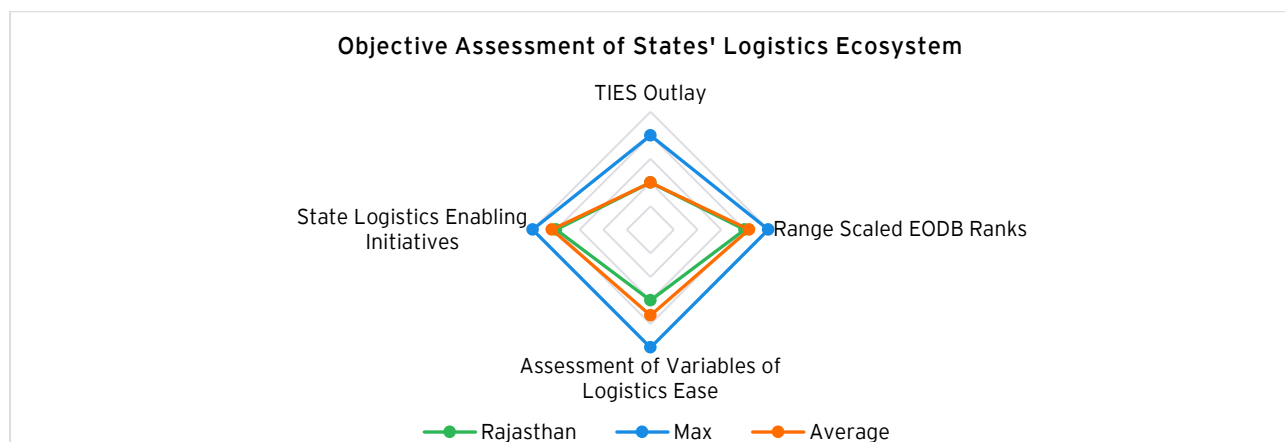 Objective Assessment of States' Logistics Ecosystem
TIES Outlay
State Logistics Enabling
Initiatives
Range Scaled EODB Ranks
Assessment of Variables of
Logistics Ease
Rajasthan Max Average